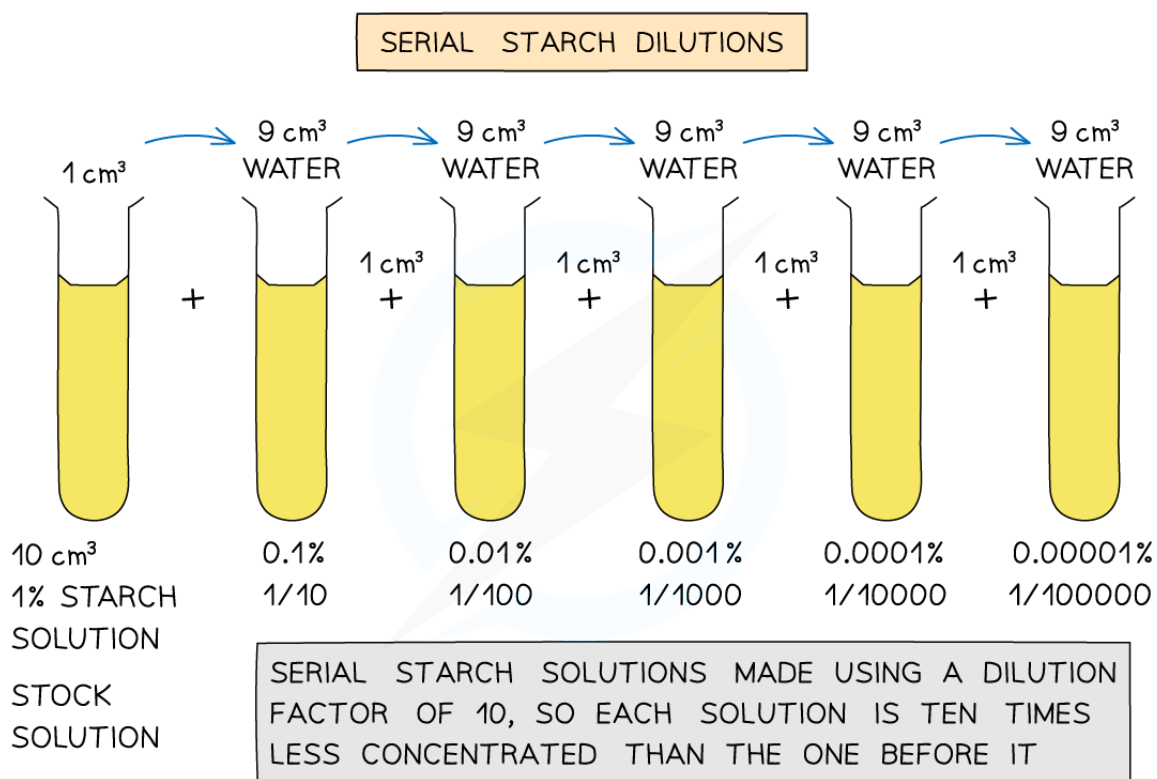 SERIAL STARCH DILUTIONS
1 cm³
9 cm³
WATER
9 cm³
WATER
9 cm³
WATER
9 cm³
WATER
9 cm³
WATER
+
1 cm³
+
1 cm³
+
1 cm³
+
1 cm³
+
10 cm³
1% STARCH
SOLUTION
STOCK
SOLUTION
0.1%
1/10
0.01%
1/100
0.001%
1/1000
0.0001%
1/10000
0.00001%
1/100000
SERIAL STARCH SOLUTIONS MADE USING A DILUTION
FACTOR OF 10, SO EACH SOLUTION IS TEN TIMES
LESS CONCENTRATED THAN THE ONE BEFORE IT